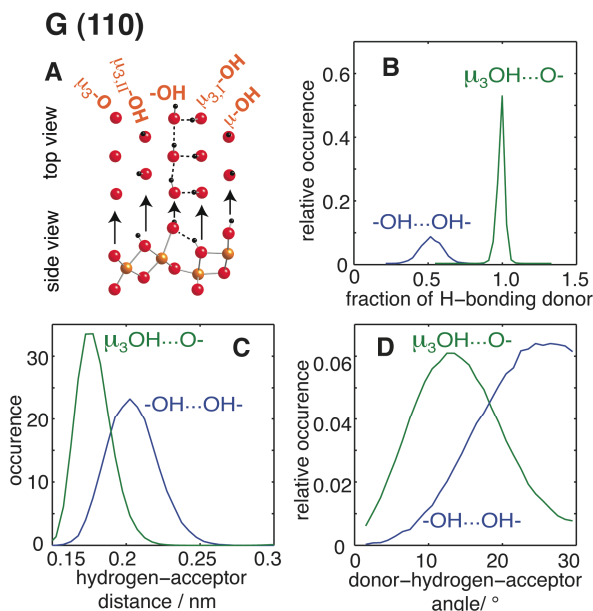 G (110)
A
μ3-O
μ3,II-OH
-OH
μ3,I-OH
μ-OH
top view
side view
B
μ3OH...O-
-OH...OH-
relative occurence
0.6
0.4
0.2
0
0 0.5 1.0 1.5
fraction of H-bonding donor
C
μ3OH...O-
-OH...OH-
occurence
30
20
10
0
0.15 0.2 0.25 0.3
hydrogen-acceptor
distance / nm
D
μ3OH...O-
-OH...OH-
relative occurence
0.06
0.04
0.02
0
0 10 20 30
donor-hydrogen-acceptor
angle/ °